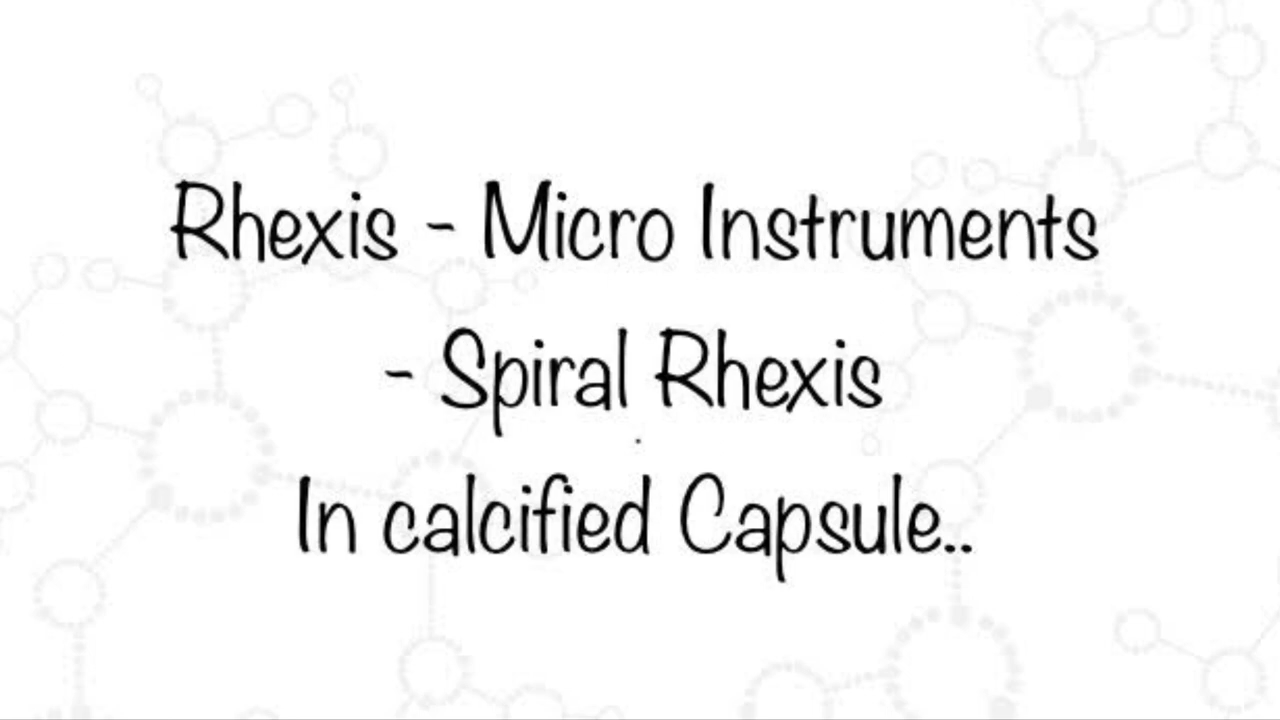 Rhexis - Micro Instruments
- Spiral Rhexis
In calcified Capsule..